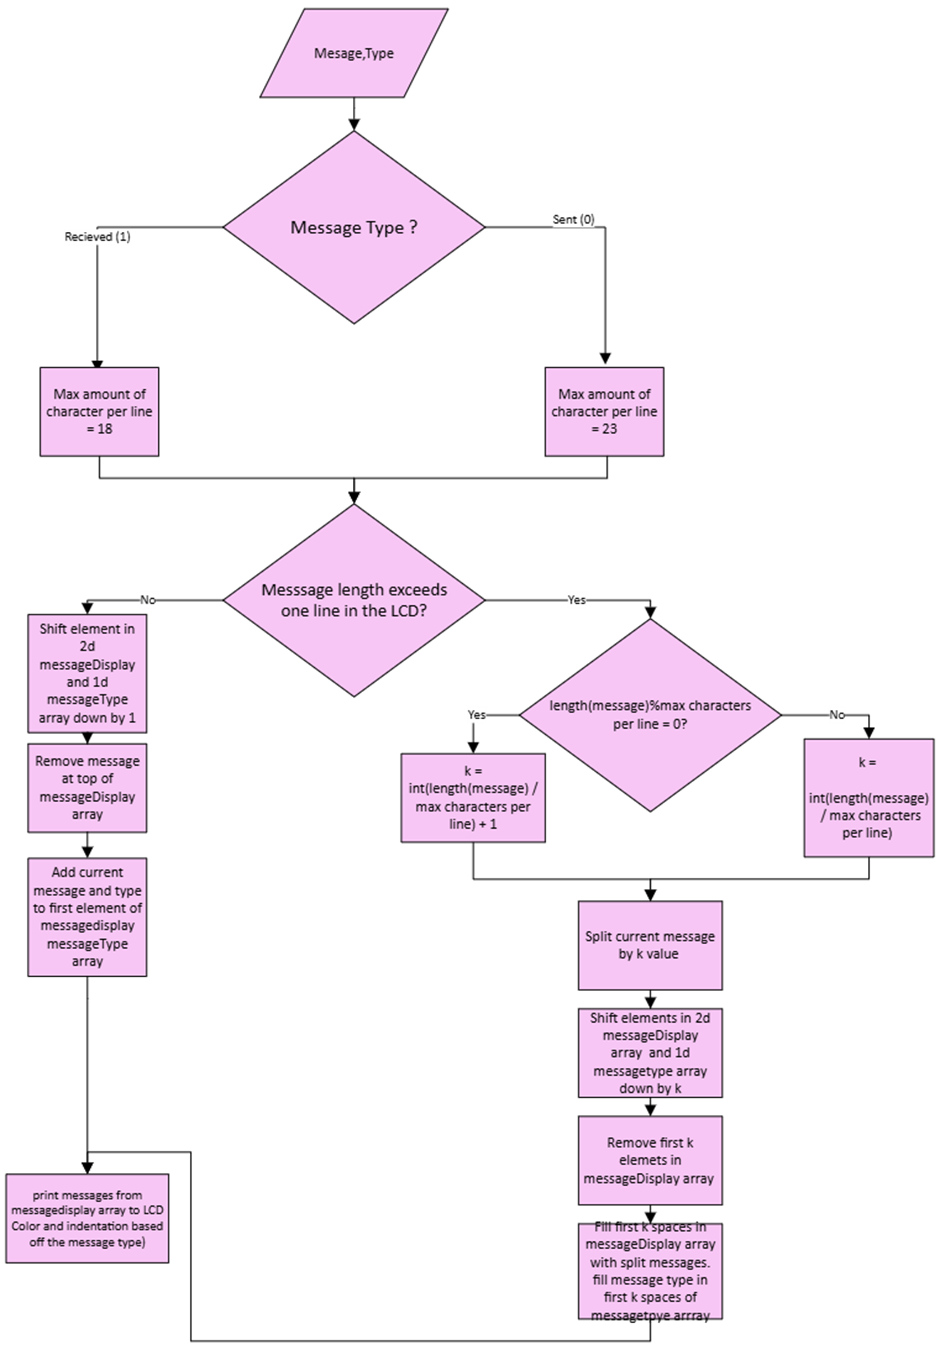 Mesage,Type
Message Type ?
Recieved (1)
Sent (0)
Max amount of
character per line
= 18
Max amount of
character per line
= 23
Messsage length exceeds
one line in the LCD?
No
Yes
Shift element in
2d
messageDisplay
and 1d
messageType
array down by 1
length(message)%max characters
per line = 0?
Yes
No
Remove message
at top of
messageDisplay
array
k =
int(length(message) /
max characters per
line) + 1
k =
int(length(message)
/ max characters
per line)
Add current
message and type
to first element of
messagedisplay
messageType
array
Split current message
by k value
Shift elements in 2d
messageDisplay
array and 1d
messagetype array
down by k
Remove first k
elemets in
messageDisplay array
print messages from
messagedisplay array to LCD
Color and indentation based
off the message type)
Fill first k spaces in
messageDisplay array
with split messages.
fill message type in
first k spaces of
messagetpye arrray